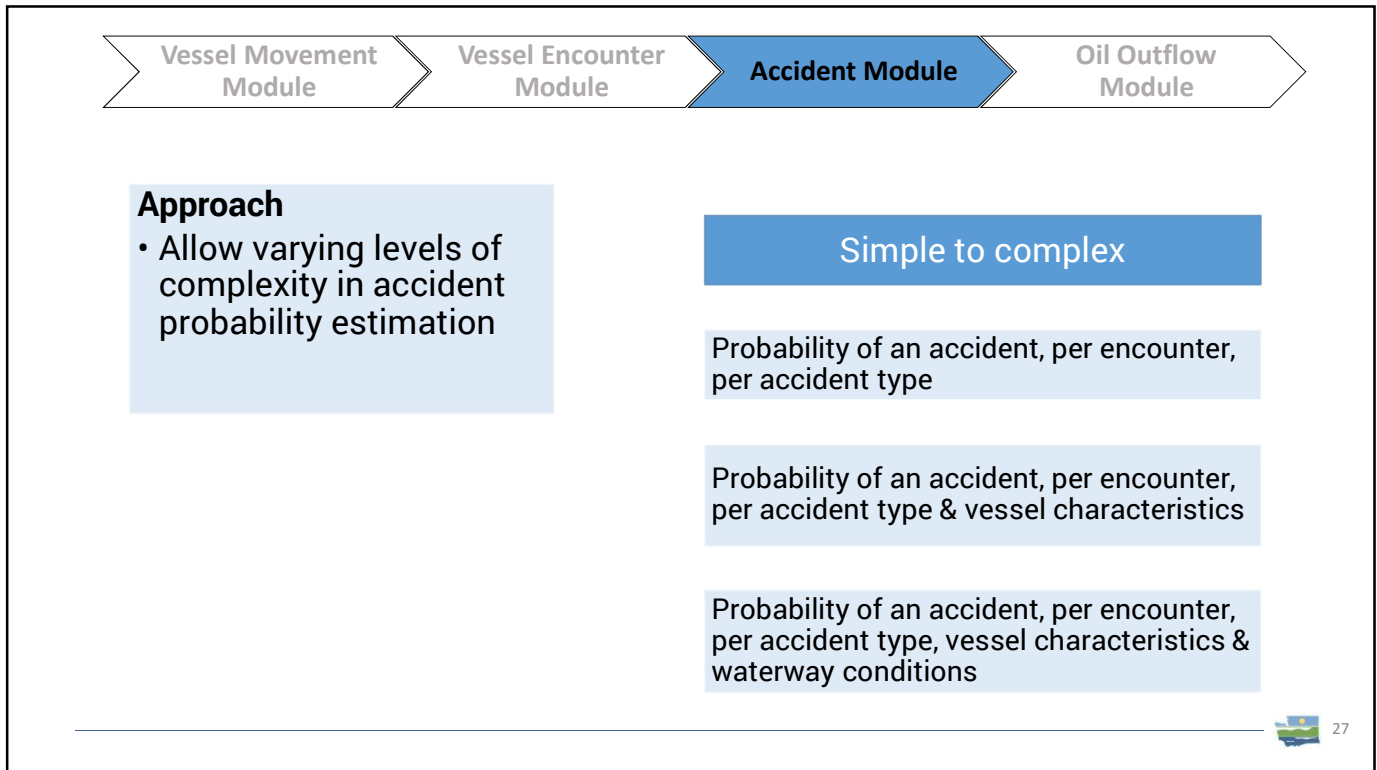 Vessel Movement
Module
Vessel Encounter
Module
Accident Module
Oil Outflow
Module
Approach
• Allow varying levels of
complexity in accident
probability estimation
Simple to complex
Probability of an accident, per encounter,
per accident type
Probability of an accident, per encounter,
per accident type & vessel characteristics
Probability of an accident, per encounter,
per accident type, vessel characteristics &
waterway conditions
27